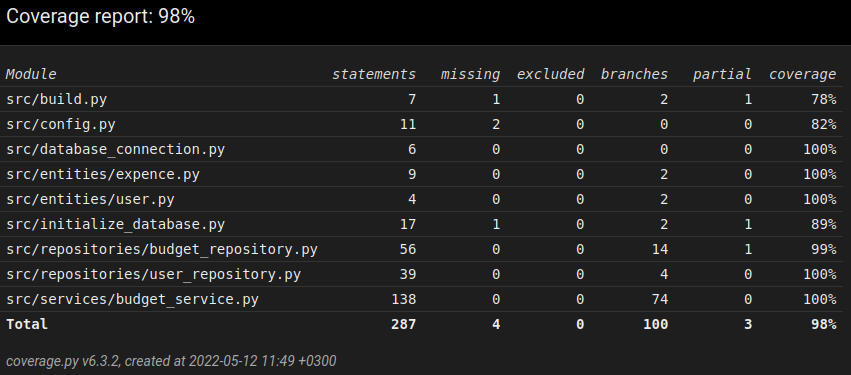 Coverage report: 98%
Module statements missing excluded branches partial coverage
src/build.py 7 1 0 2 1 78%
src/config.py 11 2 0 0 0 82%
src/database_connection.py 6 0 0 0 0 100%
src/entities/expence.py 9 0 0 2 0 100%
src/entities/user.py 4 0 0 2 0 100%
src/initialize_database.py 17 1 0 2 1 89%
src/repositories/budget_repository.py 56 0 0 14 1 99%
src/repositories/user_repository.py 39 0 0 4 0 100%
src/services/budget_service.py 138 0 0 74 0 100%
Total 287 4 0 100 3 98%
coverage.py v6.3.2, created at 2022-05-12 11:49 +0300